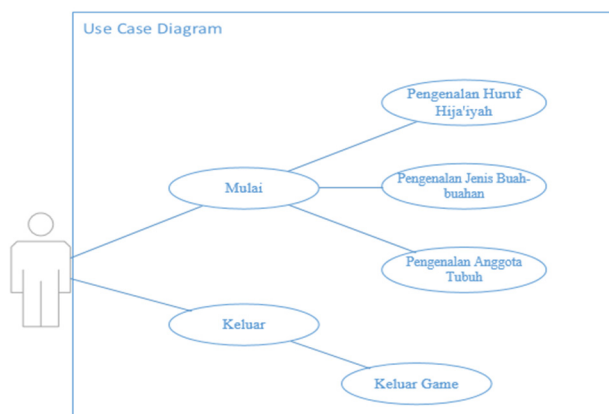 Use Case Diagram
Pengenalan Huruf
Hija'iyah
Mulai
Pengenalan Jenis Buah-
buahan
Pengenalan Anggota
Tubuh
Keluar
Keluar Game